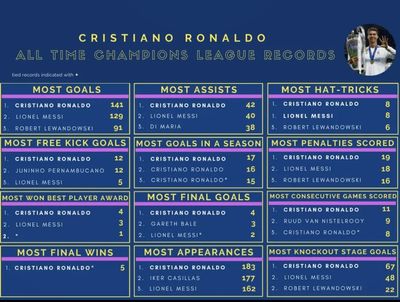 CRISTIANO RONALDO
ALL TIME CHAMPIONS LEAGUE RECORDS
tied records indicated with *
MOST GOALS
1. CRISTIANO RONALDO 141
2. LIONEL MESSI 129
3. ROBERT LEWANDOWSKI 91
MOST ASSISTS
1. CRISTIANO RONALDO 42
2. LIONEL MESSI 40
3. DI MARIA 38
MOST HAT-TRICKS
1. CRISTIANO RONALDO 8
1. LIONEL MESSI 8
3. ROBERT LEWANDOWSKI 6
MOST FREE KICK GOALS
1. CRISTIANO RONALDO 12
2. JUNINHO PERNAMBUCANO 12
3. LIONEL MESSI 5
MOST GOALS IN A SEASON
1. CRISTIANO RONALDO 17
2. CRISTIANO RONALDO 16
3. CRISTIANO RONALDO* 15
MOST PENALTIES SCORED
1. CRISTIANO RONALDO 19
2. LIONEL MESSI 18
3. ROBERT LEWANDOWSKI 16
MOST WON BEST PLAYER AWARD
1. CRISTIANO RONALDO 4
2. LIONEL MESSI 3
3. * 1
MOST FINAL GOALS
1. CRISTIANO RONALDO 4
2. GARETH BALE 3
3. LIONEL MESSI* 2
MOST CONSECUTIVE GAMES SCORED
1. CRISTIANO RONALDO 11
2. RUUD VAN NISTELROOY 9
3. CRISTIANO RONALDO* 8
MOST FINAL WINS
1. CRISTIANO RONALDO* 5
MOST APPEARANCES
1. CRISTIANO RONALDO 183
2. IKER CASILLAS 177
3. LIONEL MESSI 162
MOST KNOCKOUT STAGE GOALS
1. CRISTIANO RONALDO 67
2. LIONEL MESSI 48
3. ROBERT LEWANDOWSKI 22